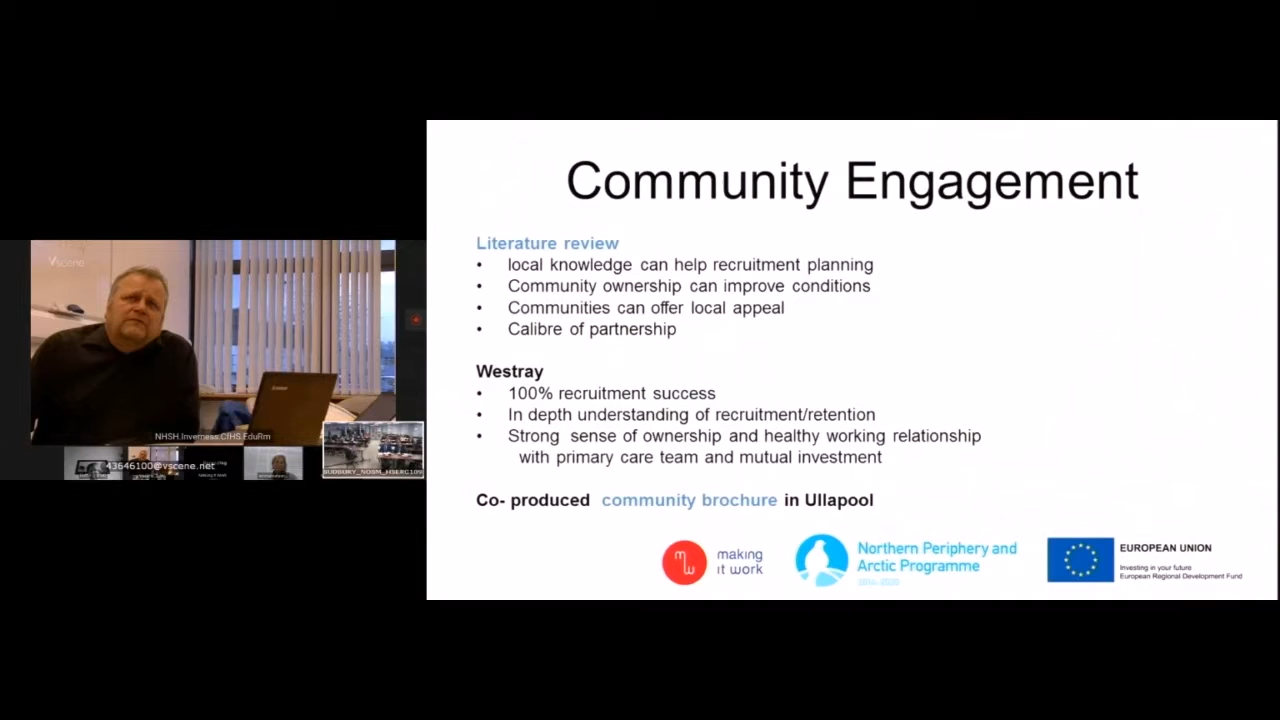 Community Engagement
Literature review
• local knowledge can help recruitment planning
• Community ownership can improve conditions
• Communities can offer local appeal
• Calibre of partnership
Westray
• 100% recruitment success
• In depth understanding of recruitment/retention
• Strong sense of ownership and healthy working relationship
with primary care team and mutual investment
Co- produced community brochure in Ullapool
making
it work
Northern Periphery and
Arctic Programme
2014-2020
EUROPEAN UNION
Investing in your future
European Regional Development Fund
Vscene
NHSH.Inverness.CfHS.EduRm
43646100@vscene.net